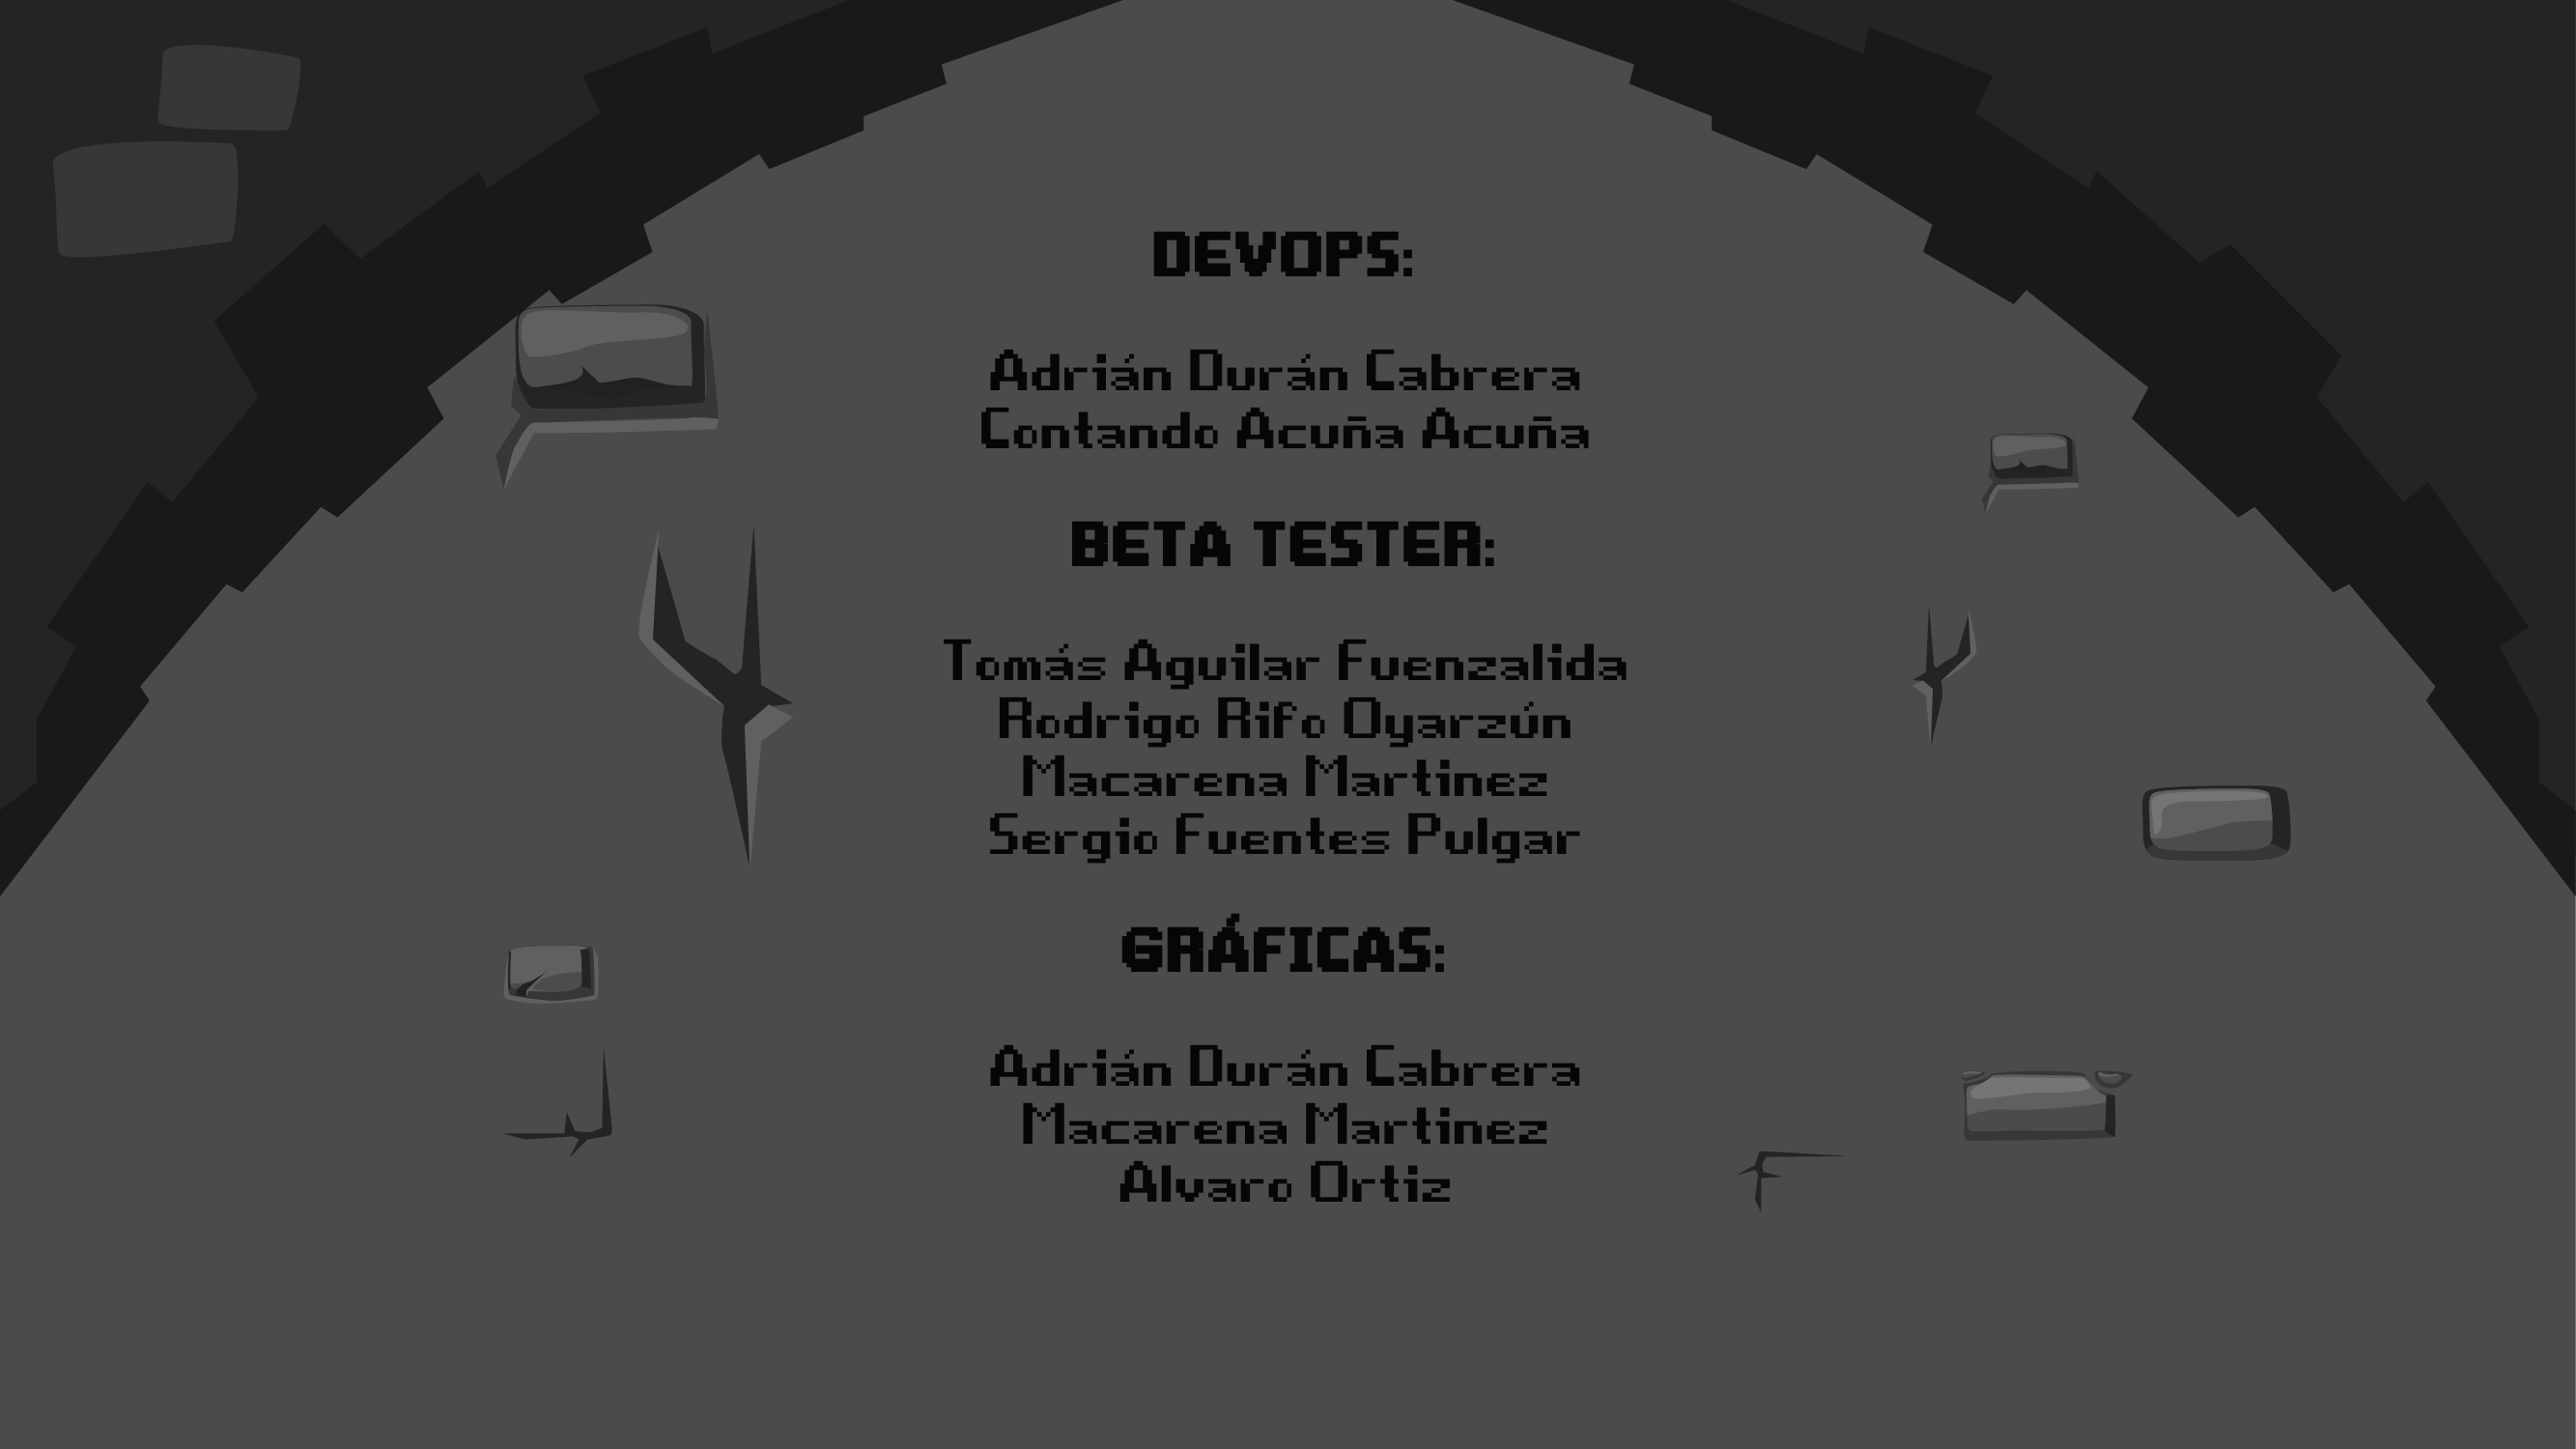 DEVOPS:
Adrián Durán Cabrera
Contando Acuña Acuña
BETA TESTER:
Tomás Aguilar Fuenzalida
Rodrigo Rifo Oyarzún
Macarena Martinez
Sergio Fuentes Pulgar
GRÁFICAS:
Adrián Durán Cabrera
Macarena Martinez
Alvaro Ortiz